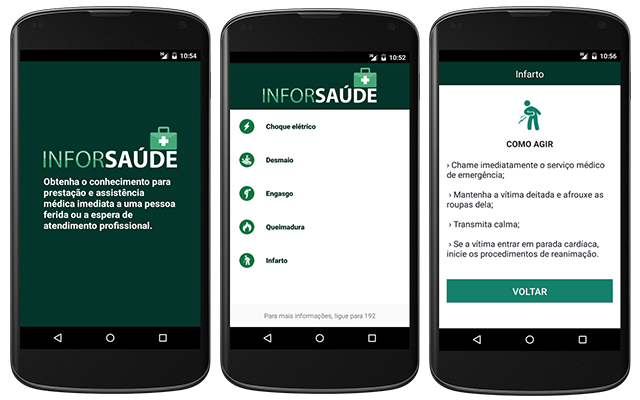 10:54
INFORSAÚDE
Obtenha o conhecimento para
prestação e assistência
médica imediata a uma pessoa
ferida ou a espera de
atendimento profissional.
10:52
INFORSAÚDE
Choque elétrico
Desmaio
Engasgo
Queimadura
Infarto
Para mais informações, ligue para 192
10:56
Infarto
COMO AGIR
› Chame imediatamente o serviço médico
de emergência;
› Mantenha a vítima deitada e afrouxe as
roupas dela;
› Transmita calma;
› Se a vítima entrar em parada cardíaca,
inicie os procedimentos de reanimação.
VOLTAR